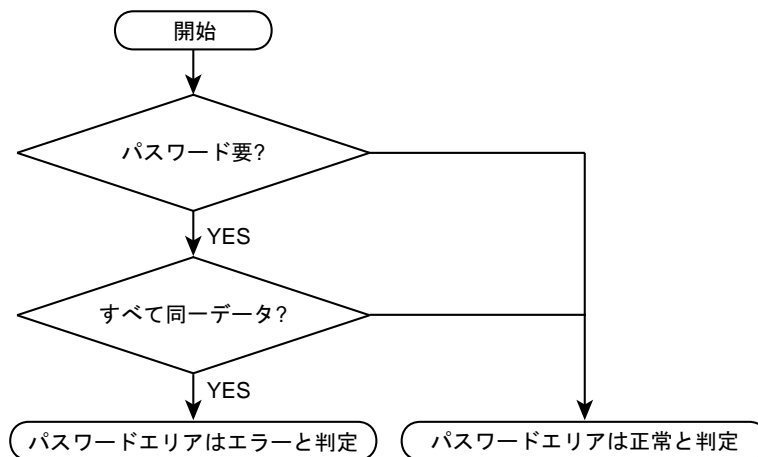 開始
パスワード要?
YES
すべて同一データ?
YES
パスワードエリアはエラーと判定
パスワードエリアは正常と判定